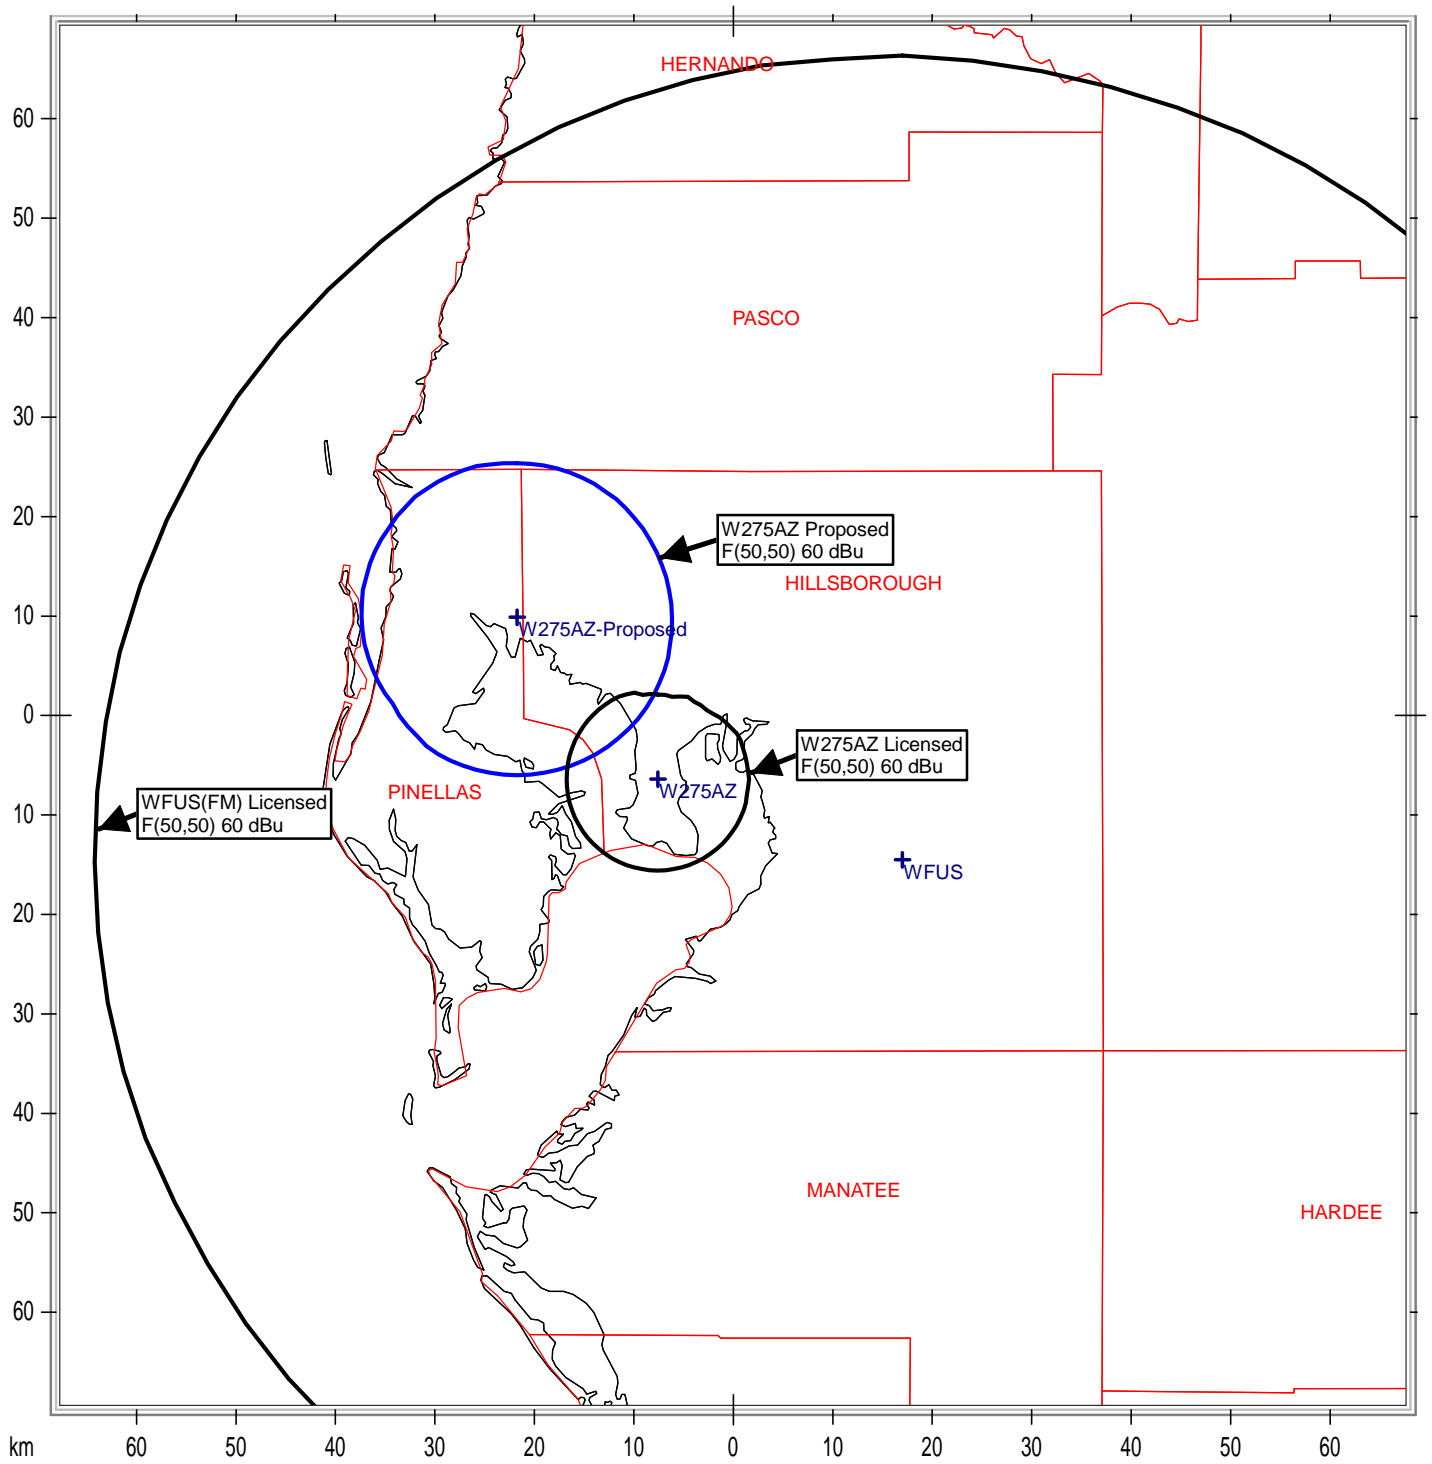 HERNANDO
60
50
PASCO
40
30
20
W275AZ Proposed
F(50,50) 60 dBu
HILLSBOROUGH
10
W275AZ-Proposed
0
W275AZ Licensed
F(50,50) 60 dBu
PINELLAS
W275AZ
WFUS(FM) Licensed
F(50,50) 60 dBu
10
WFUS
20
30
40
MANATEE
50
HARDEE
60
km 60 50 40 30 20 10 0 10 20 30 40 50 60